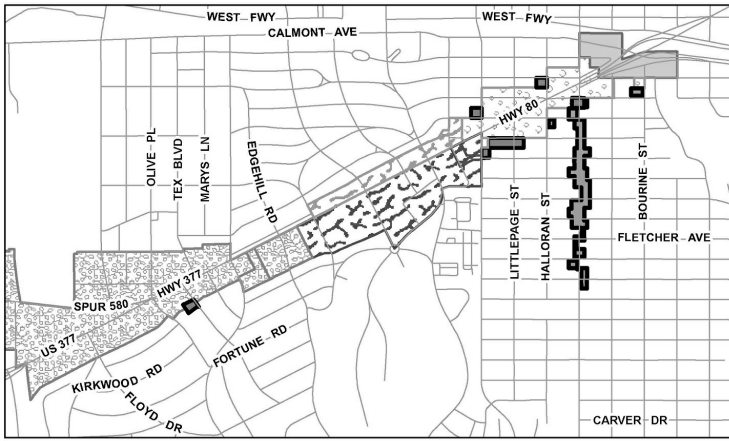 WEST FWY
WEST FWY
CALMONT AVE
HWY 80
OLIVE PL
TEX BLVD
MARYS LN
EDGEHILL RD
LITTLEPAGE ST
HALLORAN ST
BOURINE ST
FLETCHER AVE
HWY 377
SPUR 580
US 377
FORTUNE RD
KIRKWOOD RD
FLOYD DR
CARVER DR